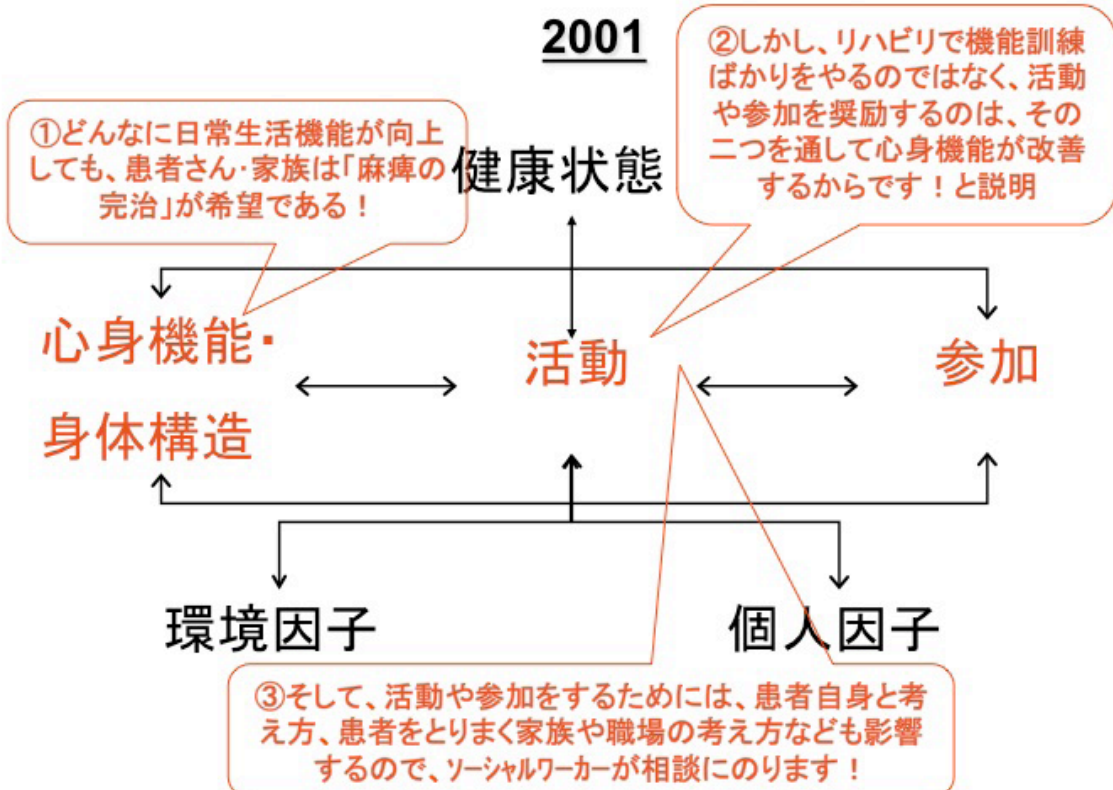 2001
①どんなに日常生活機能が向上
しても、患者さん・家族は「麻痺の
完治」が希望である！
②しかし、リハビリで機能訓練
ばかりをやるのではなく、活動
や参加を奨励するのは、その
二つを通して心身機能が改善
するからです！と説明
健康状態
心身機能・
身体構造
活動
参加
環境因子
個人因子
③そして、活動や参加をするためには、患者自身と考
え方、患者をとりまく家族や職場の考え方なども影響
するので、ソーシャルワーカーが相談にのります！